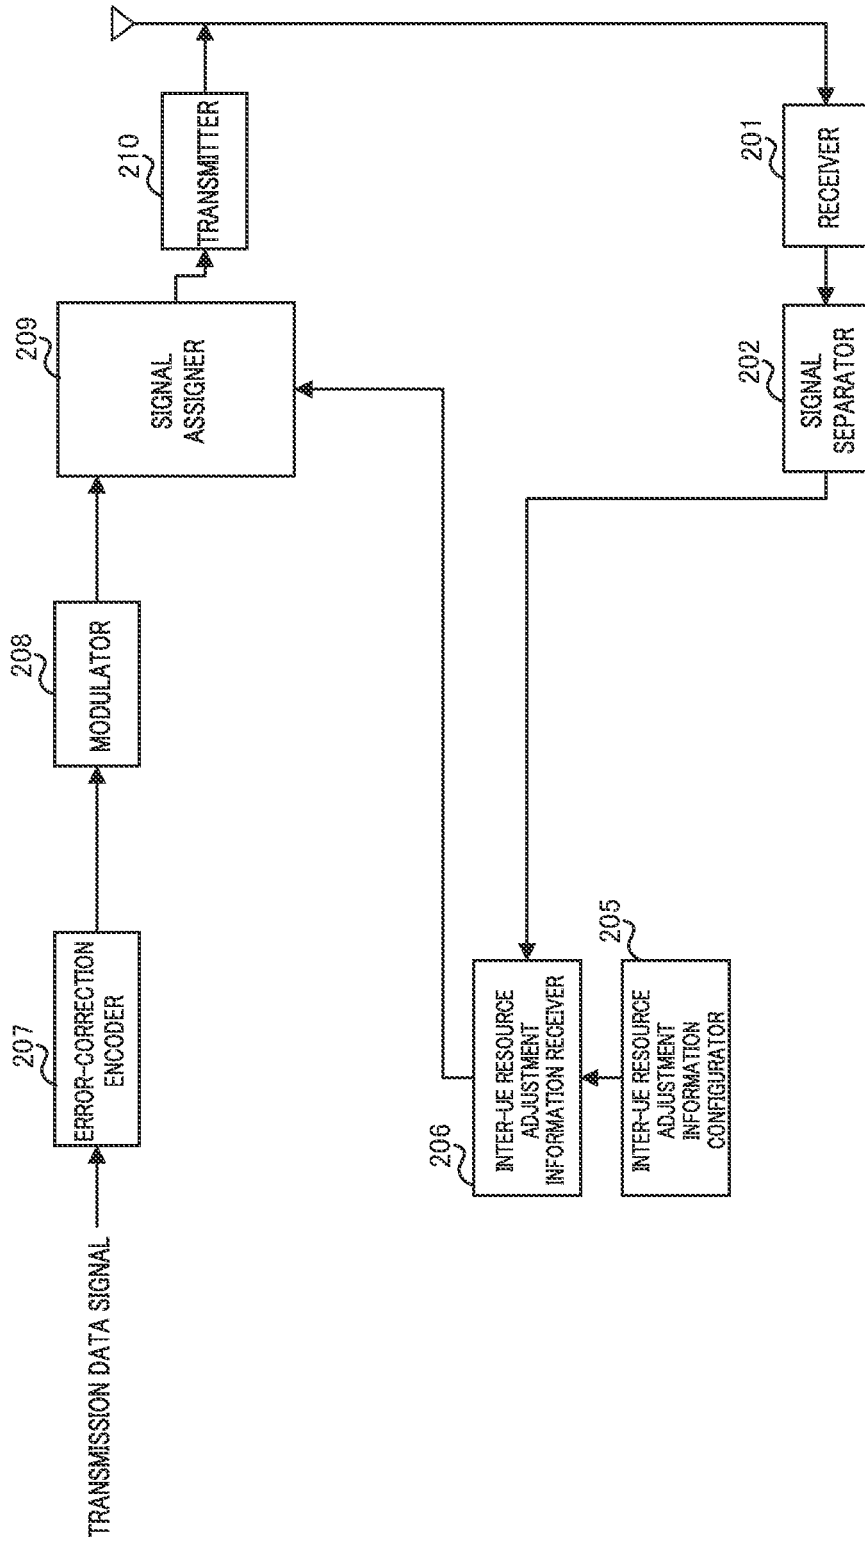 TRANSMISSION DATA SIGNAL
207
ERROR-CORRECTION
ENCODER
208
MODULATOR
209
SIGNAL
ASSIGNER
210
TRANSMITTER
206
INTER-UE RESOURCE
ADJUSTMENT
INFORMATION RECEIVER
205
INTER-UE RESOURCE
ADJUSTMENT
INFORMATION
CONFIGURATOR
202
SIGNAL
SEPARATOR
201
RECEIVER